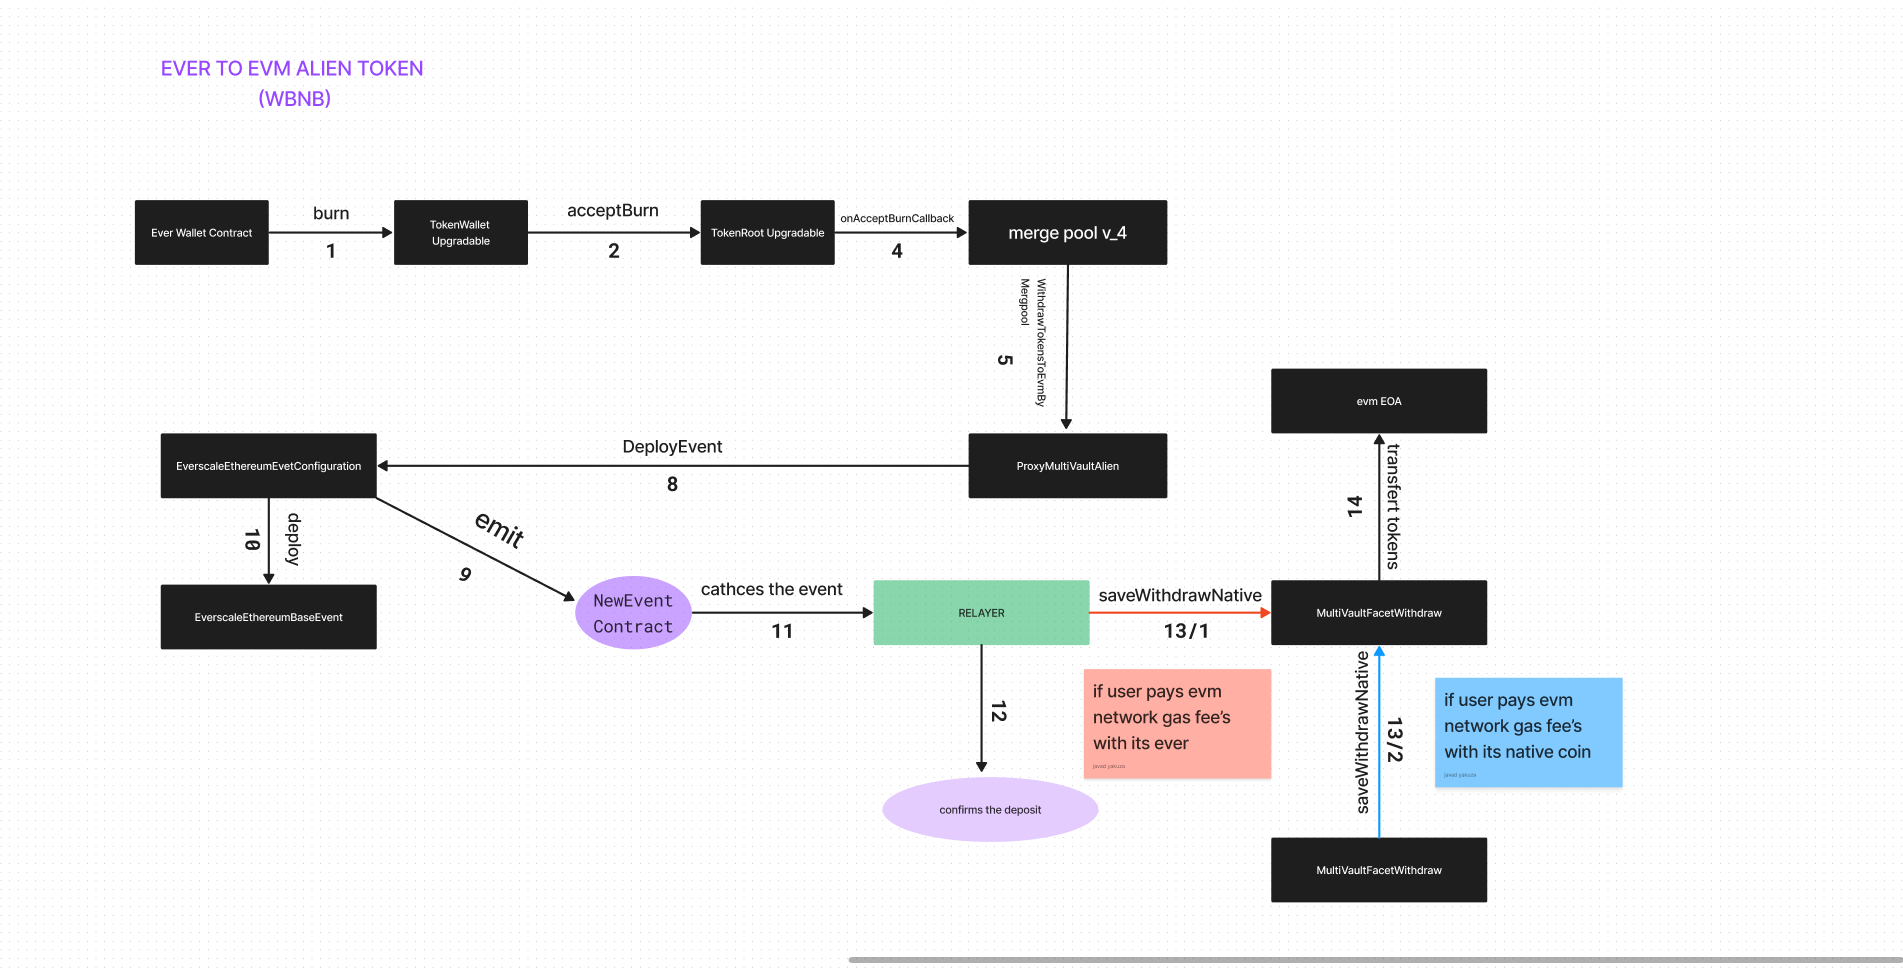 EVER TO EVM ALIEN TOKEN
(WBNB)
Ever Wallet Contract
burn
1
TokenWallet
Upgradable
acceptBurn
2
TokenRoot Upgradable
onAcceptBurnCallback
4
merge pool v_4
WithdrawTokensToEvmBy
Mergpool
5
evm EOA
EverscaleEthereumEvetConfiguration
DeployEvent
8
ProxyMultiVaultAlien
transfert tokens
14
deploy
10
emit
9
EverscaleEthereumBaseEvent
NewEvent
Contract
cathces the event
11
RELAYER
saveWithdrawNative
13/1
MultiVaultFacetWithdraw
12
if user pays evm
network gas fee's
with its ever
javad yakuza
saveWithdrawNative
13/2
if user pays evm
network gas fee's
with its native coin
javad yakuza
confirms the deposit
MultiVaultFacetWithdraw